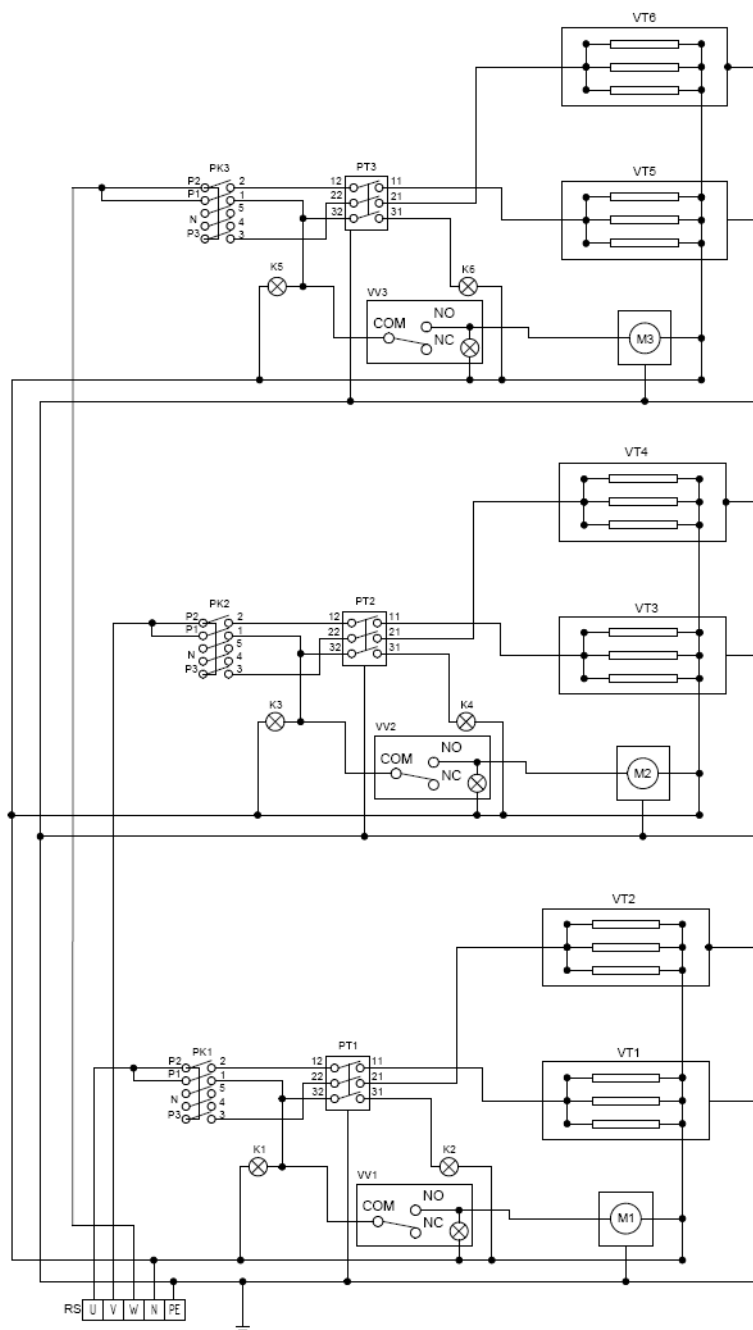 VT6
PK3
PT3
P2 2 12 11
P1 1 22 21
5 32 31
N 4
P3 3
VT5
K5
K6
VV3
NO
COM
NC
M3
VT4
PK2
PT2
P2 2 12 11
P1 1 22 21
5 32 31
N 4
P3 3
VT3
K3
K4
VV2
NO
COM
NC
M2
VT2
PK1
PT1
P2 2 12 11
P1 1 22 21
5 32 31
N 4
P3 3
VT1
K1
K2
VV1
NO
COM
NC
M1
RS U V W N PE